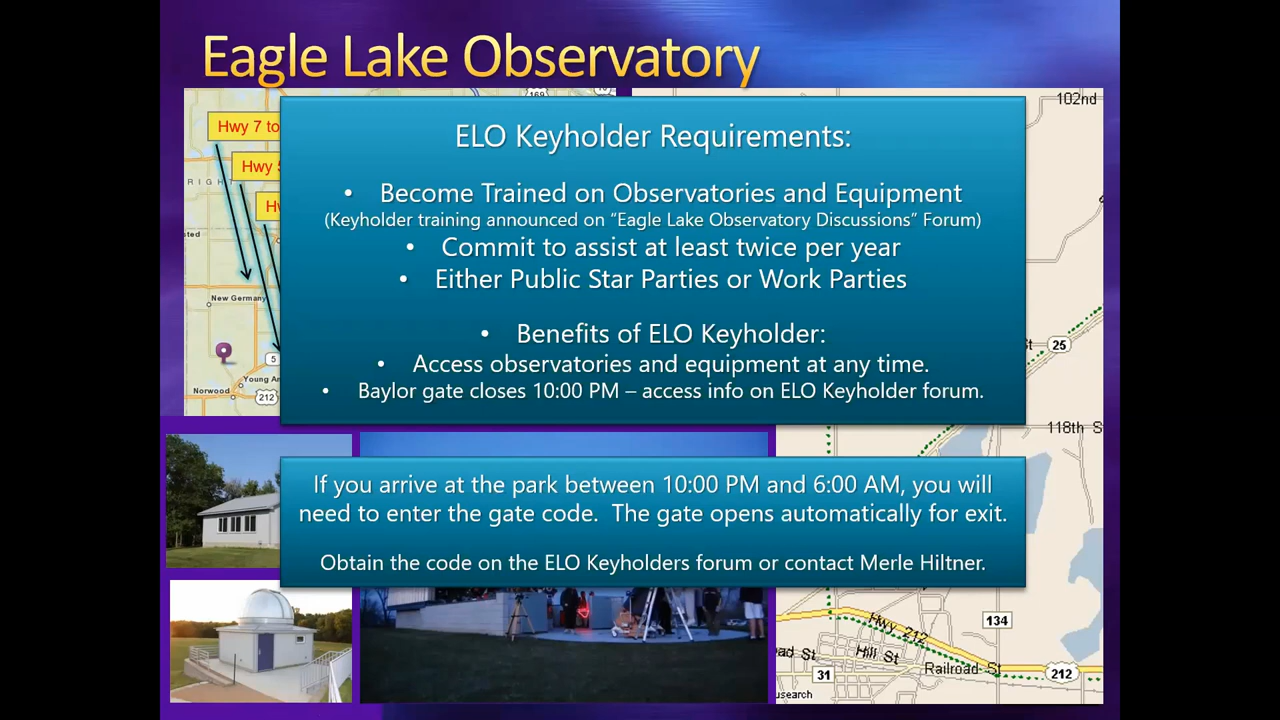 Eagle Lake Observatory
169
102nd
Hwy 7 to
Hwy
R I G H T
ELO Keyholder Requirements:
• Become Trained on Observatories and Equipment
(Keyholder training announced on “Eagle Lake Observatory Discussions” Forum)
• Commit to assist at least twice per year
• Either Public Star Parties or Work Parties
• Benefits of ELO Keyholder:
• Access observatories and equipment at any time.
• Baylor gate closes 10:00 PM – access info on ELO Keyholder forum.
New Germany
5
25
Norwood
Young
212
118th S
If you arrive at the park between 10:00 PM and 6:00 AM, you will
need to enter the gate code. The gate opens automatically for exit.
Obtain the code on the ELO Keyholders forum or contact Merle Hiltner.
Hwy 212
134
Hill St
Railroad St
31
212